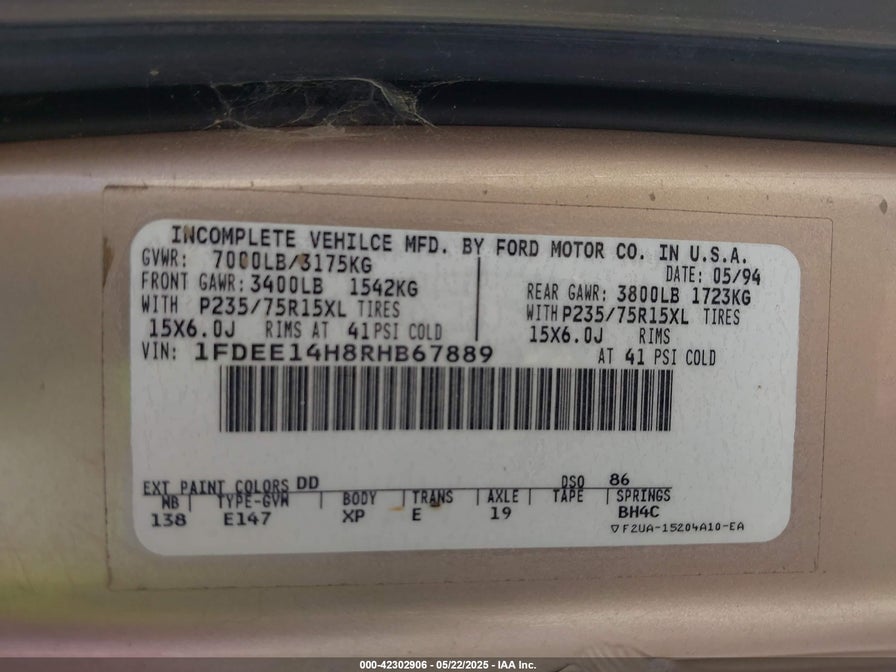 INCOMPLETE VEHILCE MFD. BY FORD MOTOR CO. IN U.S.A.
GVWR: 7000LB/3175KG
DATE: 05/94
FRONT GAWR: 3400LB 1542KG
REAR GAWR: 3800LB 1723KG
WITH P235/75R15XL TIRES
WITH P235/75R15XL TIRES
15X6.0J RIMS AT 41 PSI COLD
15X6.0J RIMS
VIN: 1FDEE14H8RHB67889
AT 41 PSI COLD
EXT PAINT COLORS DD DSO 86
WB | TYPE-GVW | BODY | TRANS | AXLE | TAPE | SPRINGS
138 E147 XP E 19 BH4C
▽ F2UA-15204A10-EA
000-42302906 - 05/22/2025 - IAA Inc.